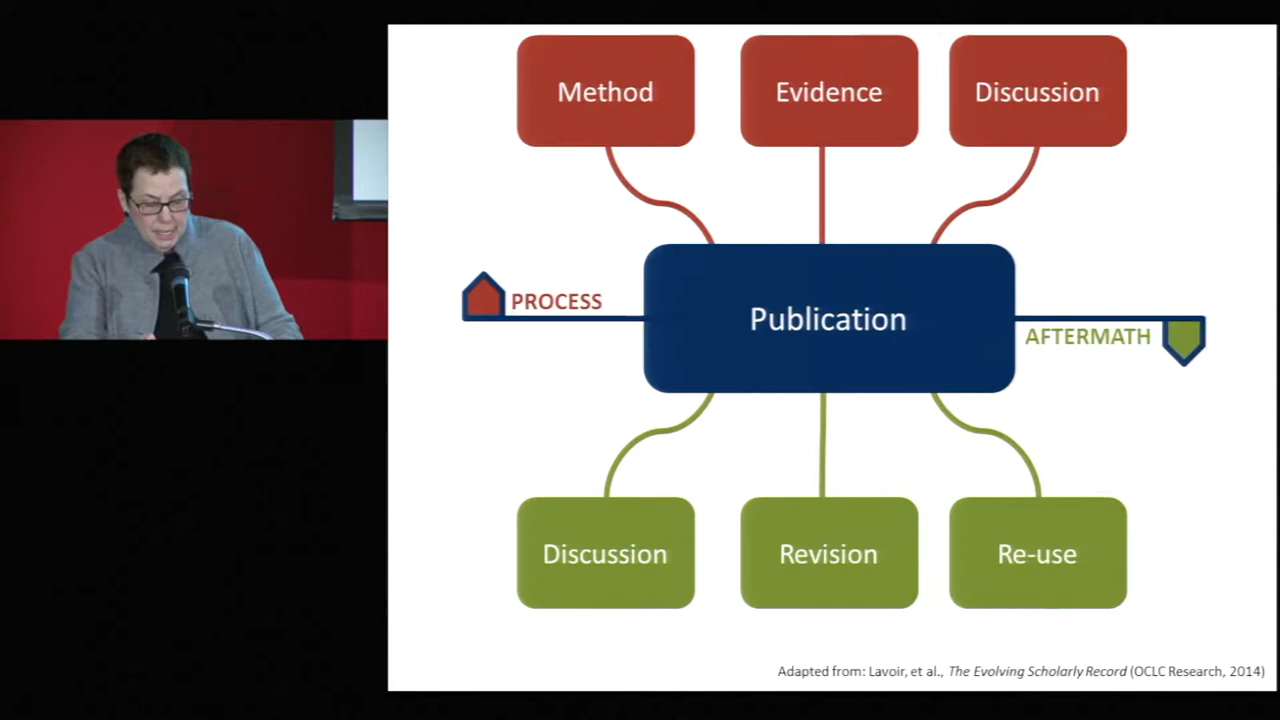 Method
Evidence
Discussion
PROCESS
Publication
AFTERMATH
Discussion
Revision
Re-use
Adapted from: Lavoir, et al., The Evolving Scholarly Record (OCLC Research, 2014)